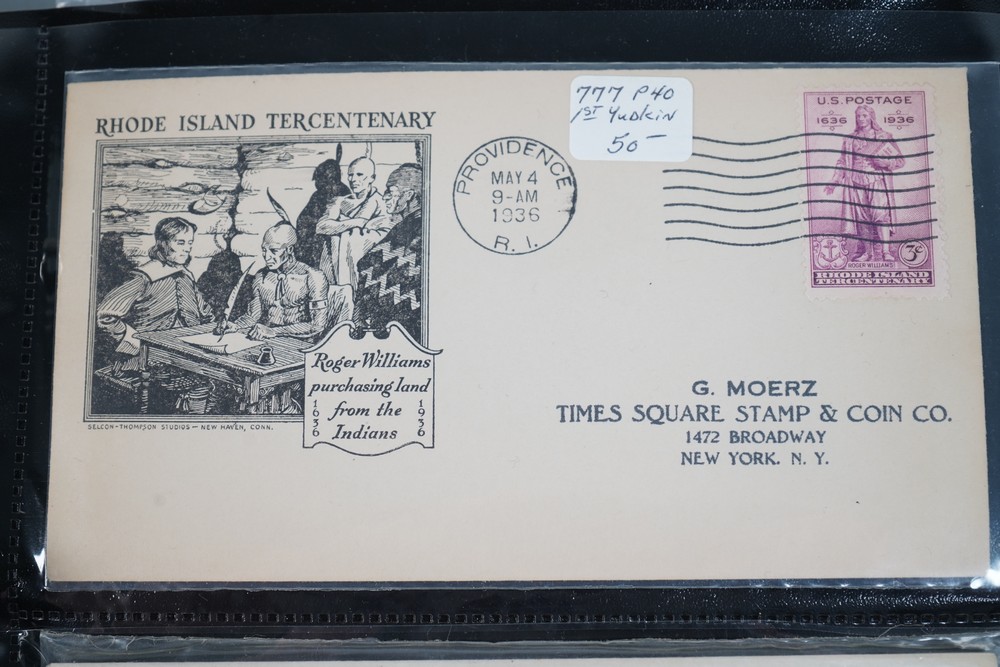 RHODE ISLAND TERCENTENARY
Roger Williams
purchasing land
from the
Indians
1636
1936
SELCON-THOMPSON STUDIOS — NEW HAVEN, CONN.
PROVIDENCE
MAY 4
9-AM
1936
R. I.
777 P40
1ST Yudkin
50-
U.S. POSTAGE
1636 1936
3¢
ROGER WILLIAMS
RHODE ISLAND
TERCENTENARY
G. MOERZ
TIMES SQUARE STAMP & COIN CO.
1472 BROADWAY
NEW YORK. N. Y.